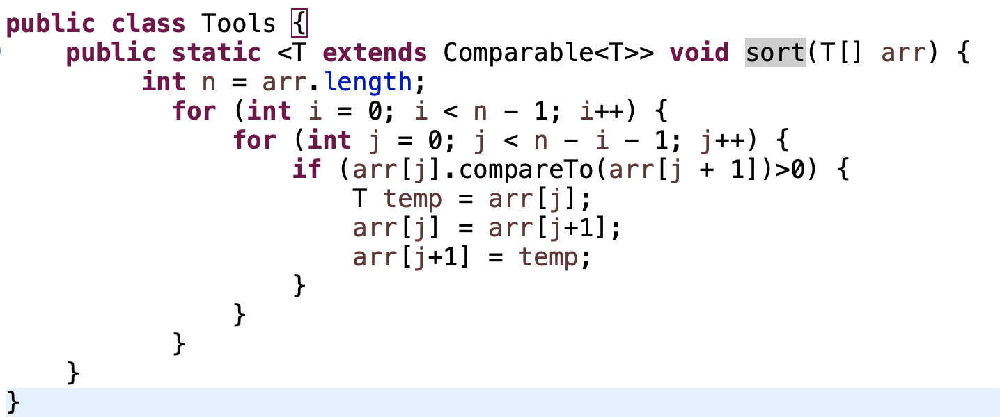 public class Tools {
    public static <T extends Comparable<T>> void sort(T[] arr) {
         int n = arr.length;
           for (int i = 0; i < n - 1; i++) {
               for (int j = 0; j < n - i - 1; j++) {
                   if (arr[j].compareTo(arr[j + 1])>0) {
                       T temp = arr[j];
                       arr[j] = arr[j+1];
                       arr[j+1] = temp;
                   }
               }
           }
    }
}